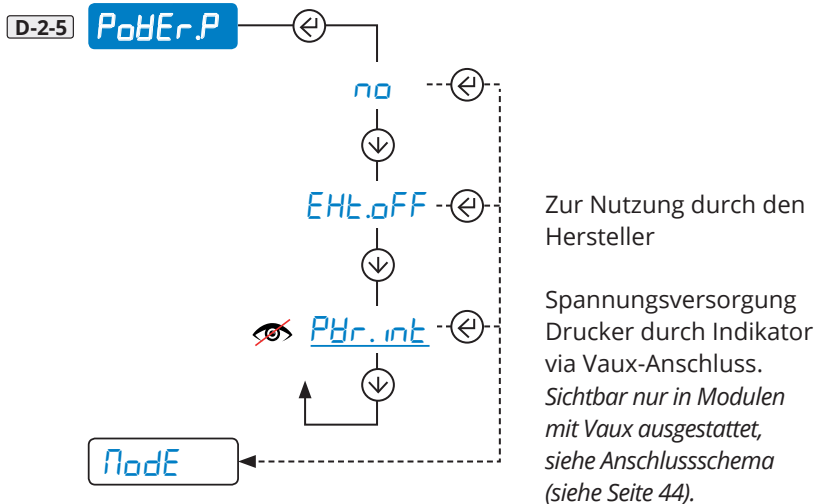 D-2-5 PoWEr.P
no
EHt.oFF
Zur Nutzung durch den
Hersteller
PWr.int
Spannungsversorgung
Drucker durch Indikator
via Vaux-Anschluss.
Sichtbar nur in Modulen
mit Vaux ausgestattet,
siehe Anschlussschema
(siehe Seite 44).
ModE